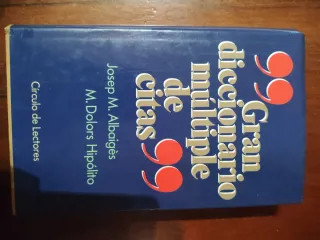 Gran
diccionario
múltiple
de
citas
Josep M. Albaigès
M. Dolors Hipólito
Círculo de Lectores